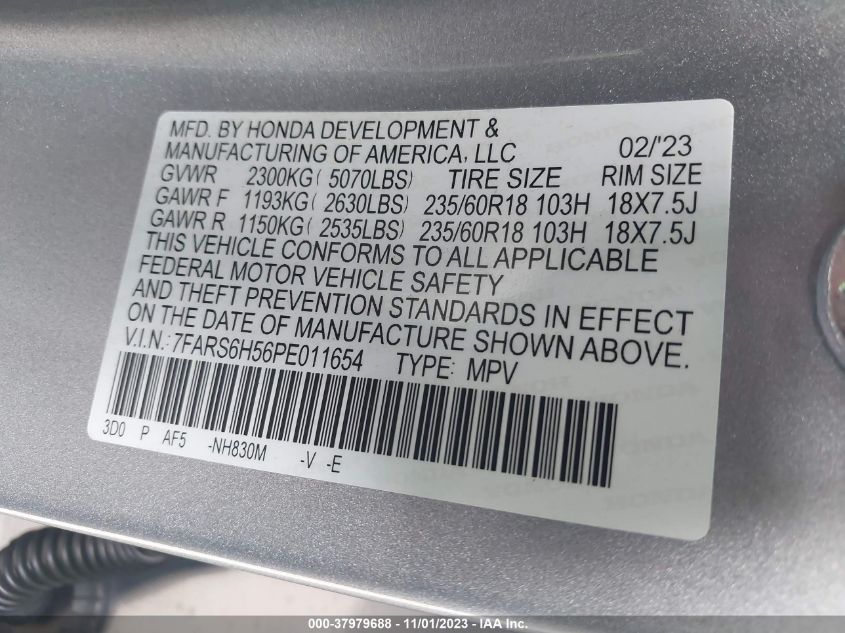 MFD. BY HONDA DEVELOPMENT &
MANUFACTURING OF AMERICA, LLC 02/'23
GVWR 2300KG( 5070LBS) TIRE SIZE RIM SIZE
GAWR F 1193KG( 2630LBS) 235/60R18 103H 18X7.5J
GAWR R 1150KG( 2535LBS) 235/60R18 103H 18X7.5J
THIS VEHICLE CONFORMS TO ALL APPLICABLE
FEDERAL MOTOR VEHICLE SAFETY
AND THEFT PREVENTION STANDARDS IN EFFECT
ON THE DATE OF MANUFACTURE SHOWN ABOVE.
V.I.N.: 7FARS6H56PE011654 TYPE: MPV
3D0 P AF5 -NH830M -V -E
000-37979688 - 11/01/2023 - IAA Inc.